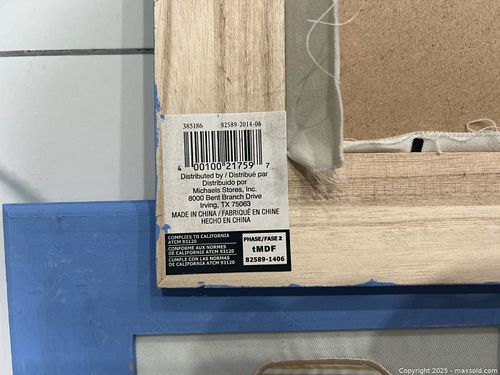 385186 82589-2014-06
4 00100 21759 7
Distributed by / Distribué par
Distribuido por
Michaels Stores, Inc.
8000 Bent Branch Drive
Irving, TX 75063
MADE IN CHINA / FABRIQUÉ EN CHINE
HECHO EN CHINA
COMPLIES TO CALIFORNIA
ATCM 93120
CONFORME AUX NORMES
DE CALIFORNIE ATCM 93120
CUMPLE CON LAS NORMAS
DE CALIFORNIA ATCM 93120
PHASE/FASE 2
tMDF
82589-1406
Copyright 2025 - maxsold.com